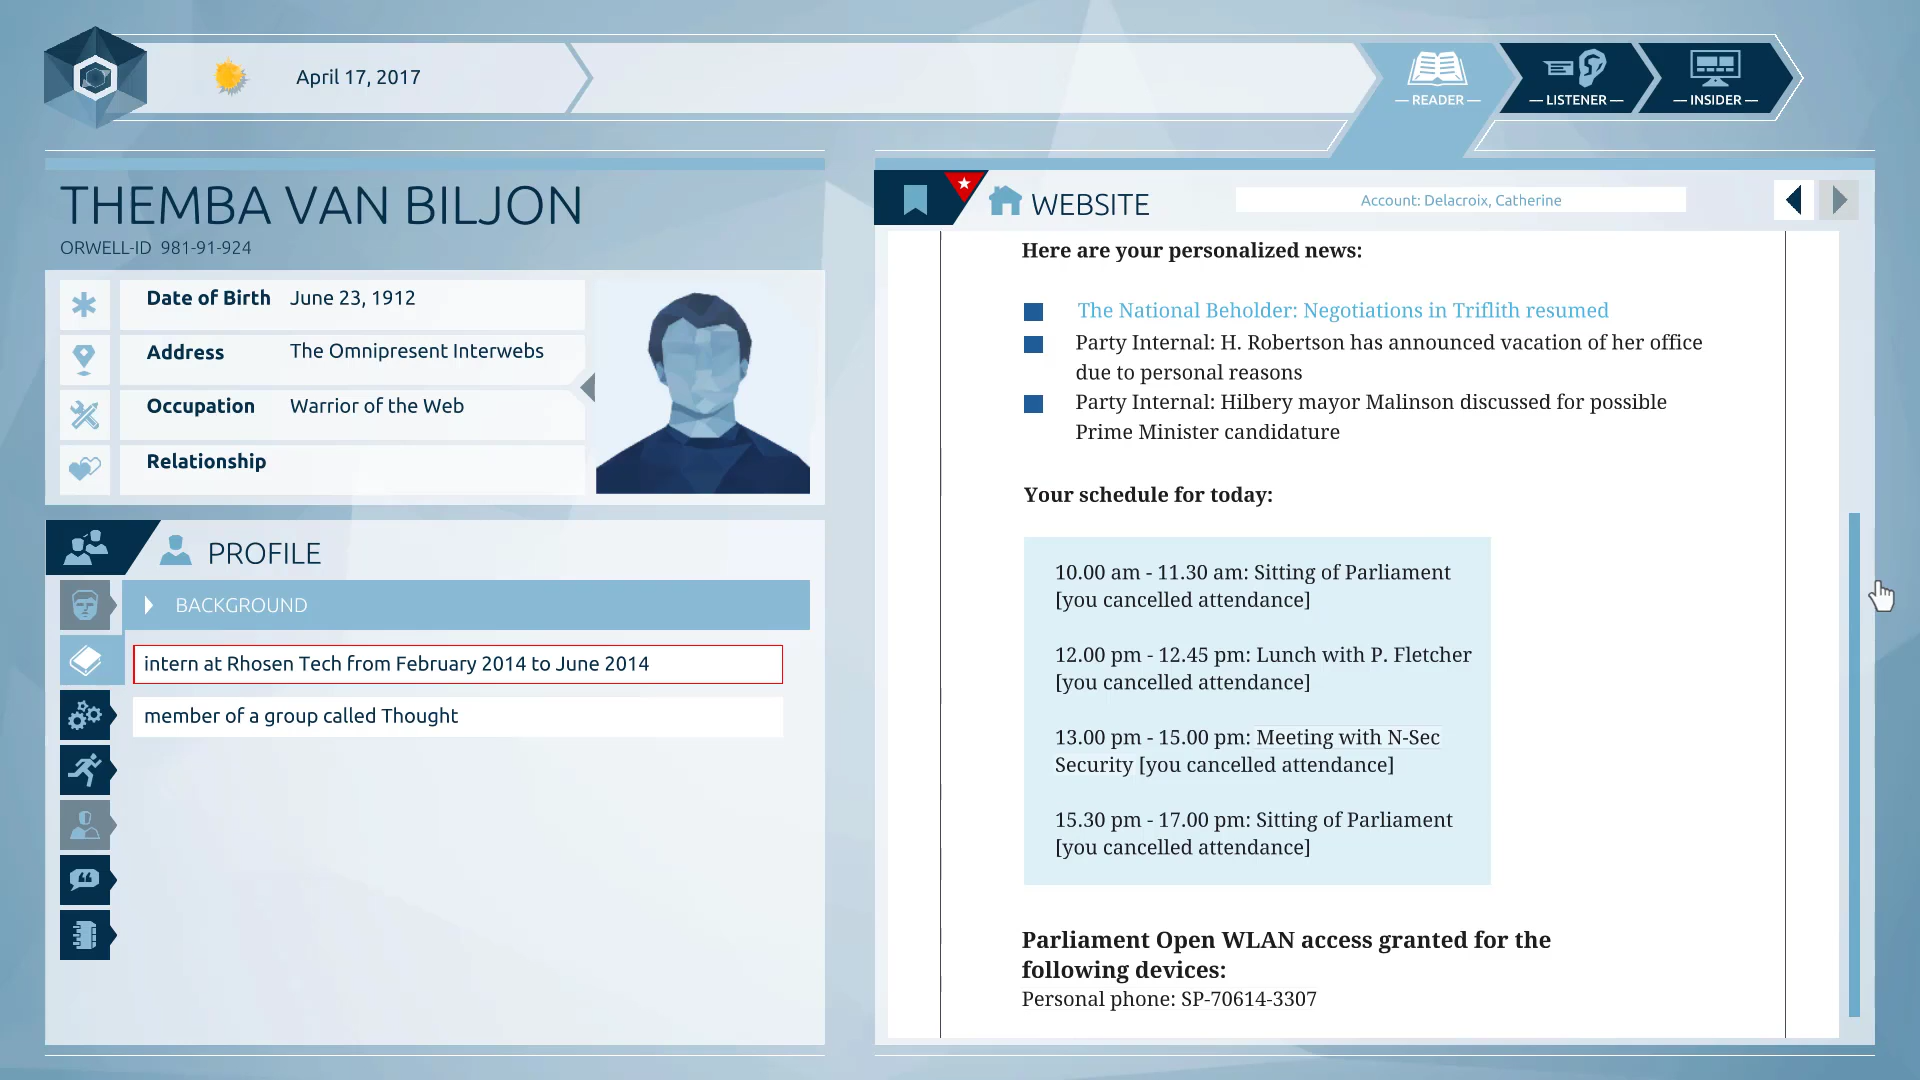 April 17, 2017
READER
LISTENER
INSIDER
THEMBA VAN BILJON
ORWELL-ID 981-91-924
Date of Birth June 23, 1912
Address The Omnipresent Interwebs
Occupation Warrior of the Web
Relationship
PROFILE
BACKGROUND
intern at Rhosen Tech from February 2014 to June 2014
member of a group called Thought
WEBSITE
Account: Delacroix, Catherine
Here are your personalized news:
The National Beholder: Negotiations in Triflith resumed
Party Internal: H. Robertson has announced vacation of her office
due to personal reasons
Party Internal: Hilbery mayor Malinson discussed for possible
Prime Minister candidature
Your schedule for today:
10.00 am - 11.30 am: Sitting of Parliament
[you cancelled attendance]
12.00 pm - 12.45 pm: Lunch with P. Fletcher
[you cancelled attendance]
13.00 pm - 15.00 pm: Meeting with N-Sec
Security [you cancelled attendance]
15.30 pm - 17.00 pm: Sitting of Parliament
[you cancelled attendance]
Parliament Open WLAN access granted for the
following devices:
Personal phone: SP-70614-3307